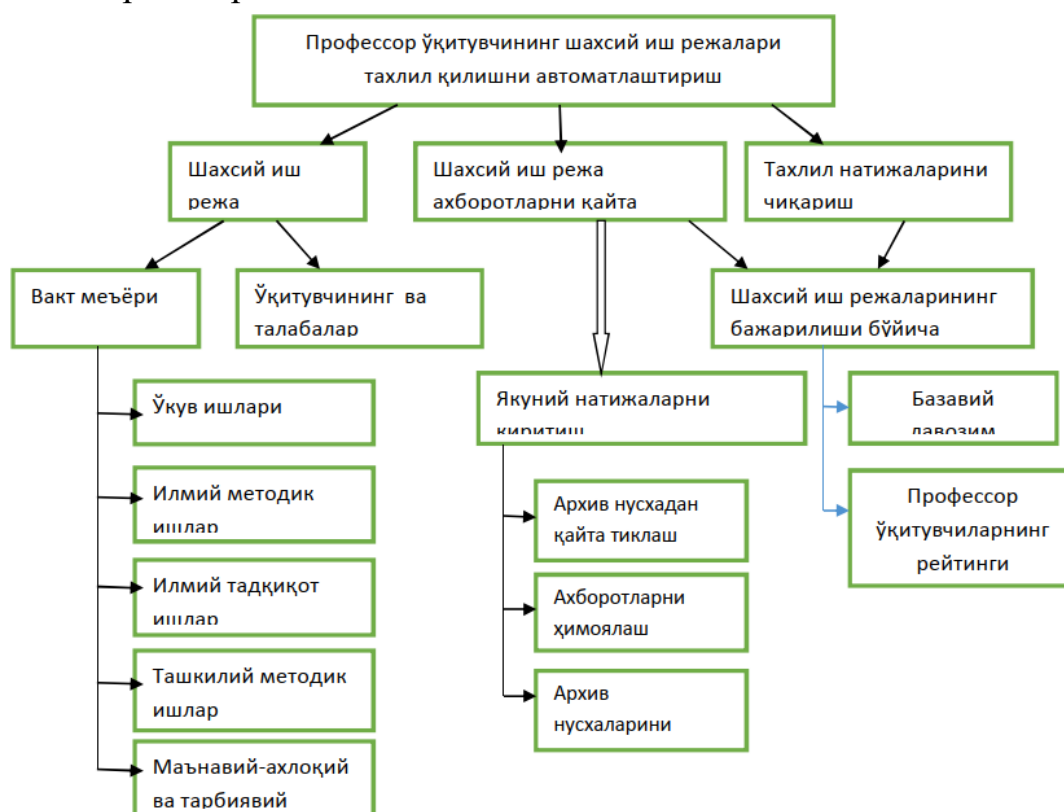 Профессор ўқитувчининг шахсий иш режалари
тахлил қилишни автоматлаштириш
Шахсий иш
режа
Шахсий иш режа
ахборотларни қайта
Тахлил натижаларини
чиқариш
Вакт меъёри
Ўқитувчининг ва
талабалар
Шахсий иш режаларининг
бажарилиши бўйича
Ўкув ишлари
Илмий методик
ишлар
Илмий тадқиқот
ишлар
Ташкилий методик
ишлар
Маънавий-ахлоқий
ва тарбиявий
Якуний натижаларни
киритиш
Архив нусхадан
қайта тиклаш
Ахборотларни
ҳимоялаш
Архив
нусхаларини
Базавий
лавозим
Профессор
ўқитувчиларнинг
рейтинги